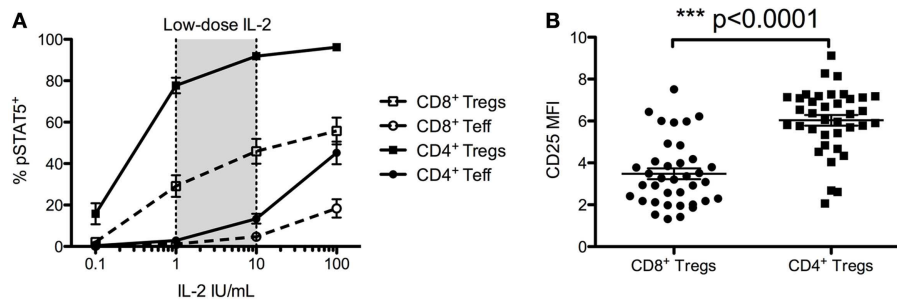 A
Low-dose IL-2
% pSTAT5⁺
100
80
60
40
20
0
0.1
1
10
100
IL-2 IU/mL
CD8⁺ Tregs
CD8⁺ Teff
CD4⁺ Tregs
CD4⁺ Teff
B
*** p<0.0001
CD25 MFI
10
8
6
4
2
0
CD8⁺ Tregs
CD4⁺ Tregs